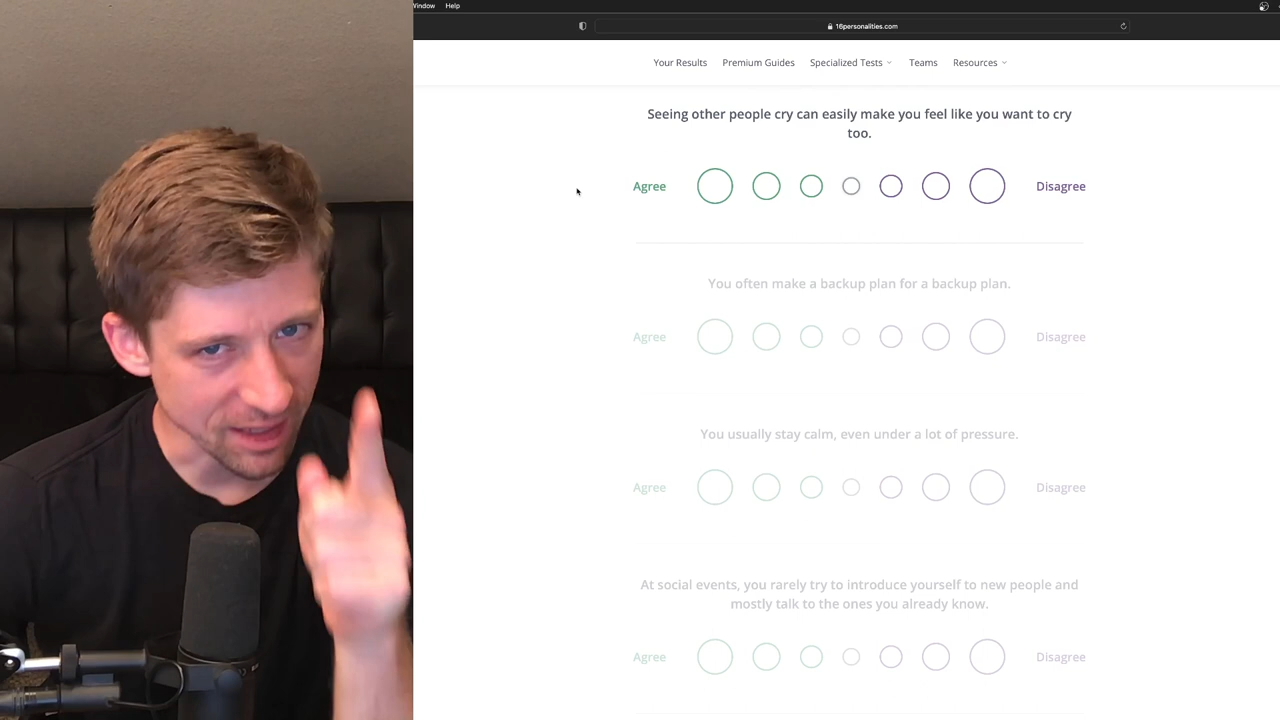 Window Help
16personalities.com
Your Results Premium Guides Specialized Tests Teams Resources
Seeing other people cry can easily make you feel like you want to cry
too.
Agree Disagree
You often make a backup plan for a backup plan.
Agree Disagree
You usually stay calm, even under a lot of pressure.
Agree Disagree
At social events, you rarely try to introduce yourself to new people and
mostly talk to the ones you already know.
Agree Disagree